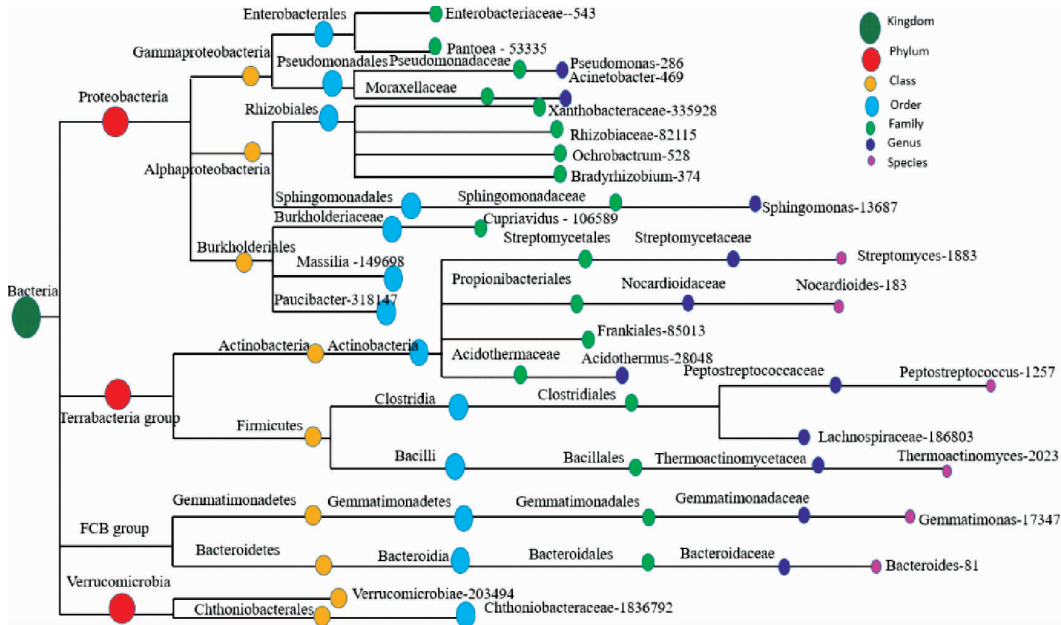 Enterobacterales
Enterobacteriaceae--543
Kingdom
Phylum
Class
Order
Family
Genus
Species
Gammaproteobacteria
Pantoea - 53335
Pseudomonadales
Pseudomonadaceae
Pseudomonas-286
Acinetobacter-469
Moraxellaceae
Proteobacteria
Rhizobiales
Xanthobacteraceae-335928
Rhizobiaceae-82115
Ochrobactrum-528
Alphaproteobacteria
Bradyrhizobium-374
Sphingomonadales
Sphingomonadaceae
Sphingomonas-13687
Burkholderiaceae
Cupriavidus - 106589
Burkholderiales
Streptomycetales
Streptomycetaceae
Streptomyces-1883
Massilia -149698
Propionibacteriales
Nocardioidaceae
Nocardioides-183
Bacteria
Paucibacter-318147
Frankiales-85013
Actinobacteria
Actinobacteria
Acidothermaceae
Acidothermus-28048
Peptostreptococcaceae
Peptostreptococcus-1257
Terrabacteria group
Clostridia
Clostridiales
Firmicutes
Lachnospiraceae-186803
Bacilli
Bacillales
Thermoactinomycetacea
Thermoactinomyces-2023
Gemmatimonadetes
Gemmatimonadetes
Gemmatimonadales
Gemmatimonadaceae
Gemmatimonas-17347
FCB group
Bacteroidetes
Bacteroidia
Bacteroidales
Bacteroidaceae
Bacteroides-81
Verrucomicrobia
Verrucomicrobiae-203494
Chthoniobacterales
Chthoniobacteraceae-1836792